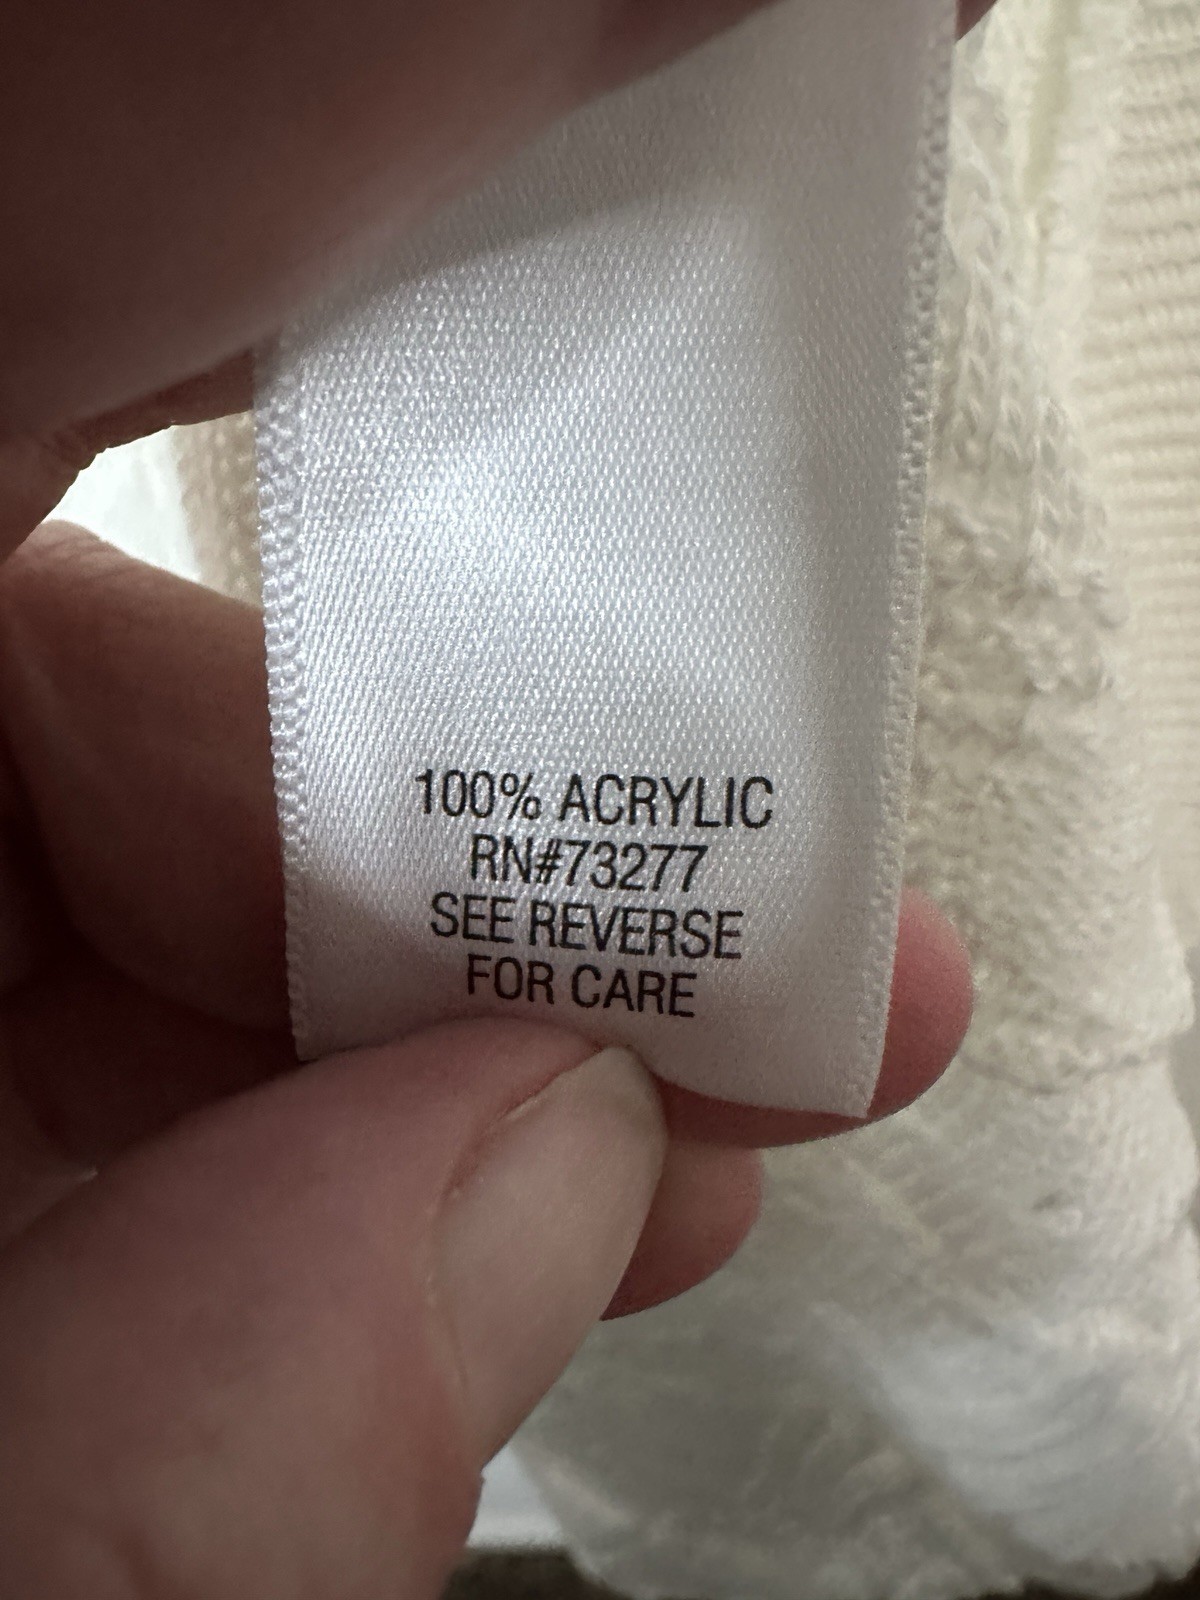 100% ACRYLIC
RN#73277
SEE REVERSE
FOR CARE